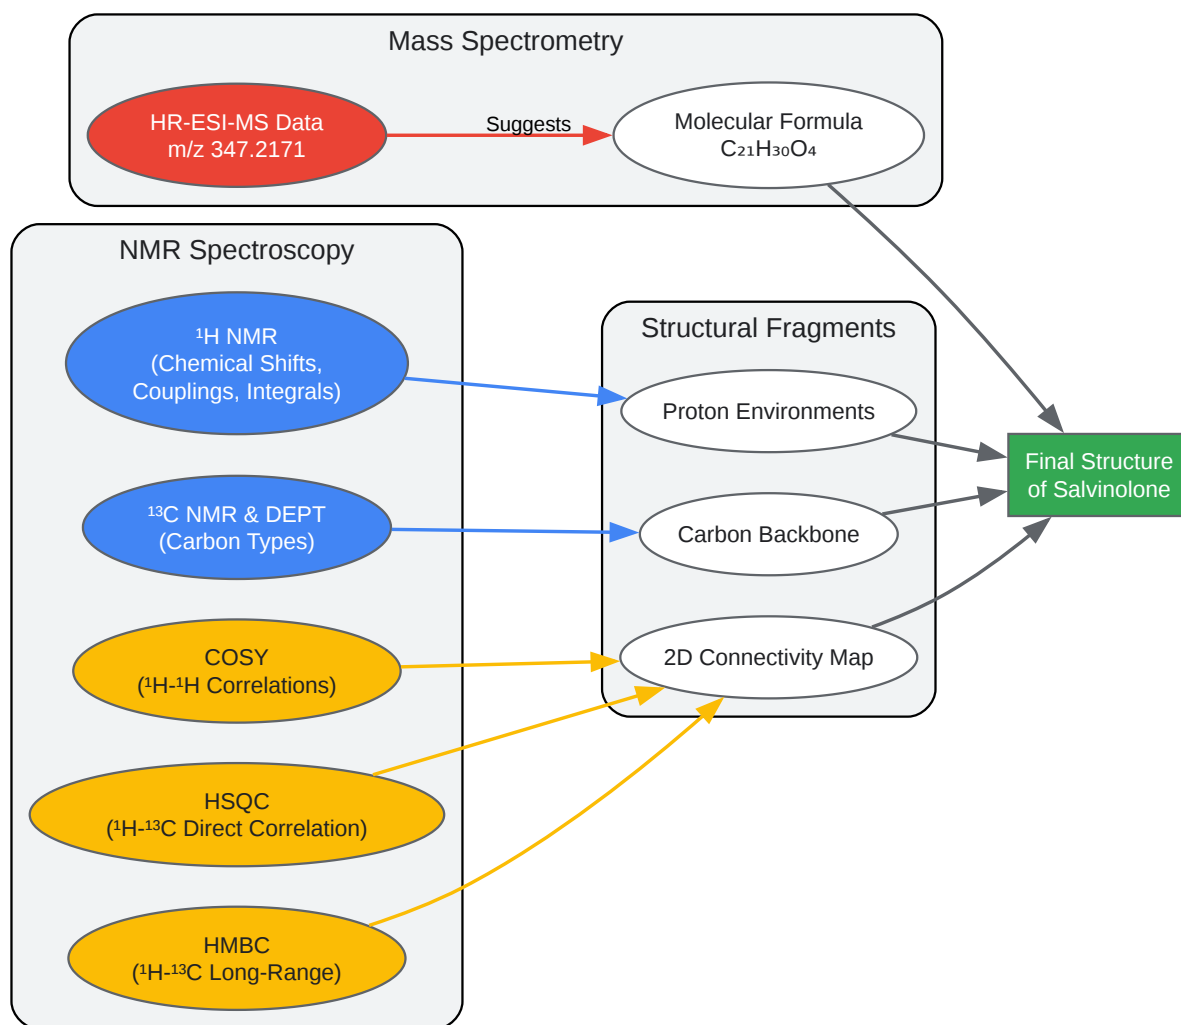 Mass Spectrometry
HR-ESI-MS Data
m/z 347.2171
Suggests
Molecular Formula
C₂₁H₃₀O₄
NMR Spectroscopy
¹H NMR
(Chemical Shifts,
Couplings, Integrals)
¹³C NMR & DEPT
(Carbon Types)
COSY
(¹H-¹H Correlations)
HSQC
(¹H-¹³C Direct Correlation)
HMBC
(¹H-¹³C Long-Range)
Structural Fragments
Proton Environments
Carbon Backbone
2D Connectivity Map
Final Structure
of Salvinolone